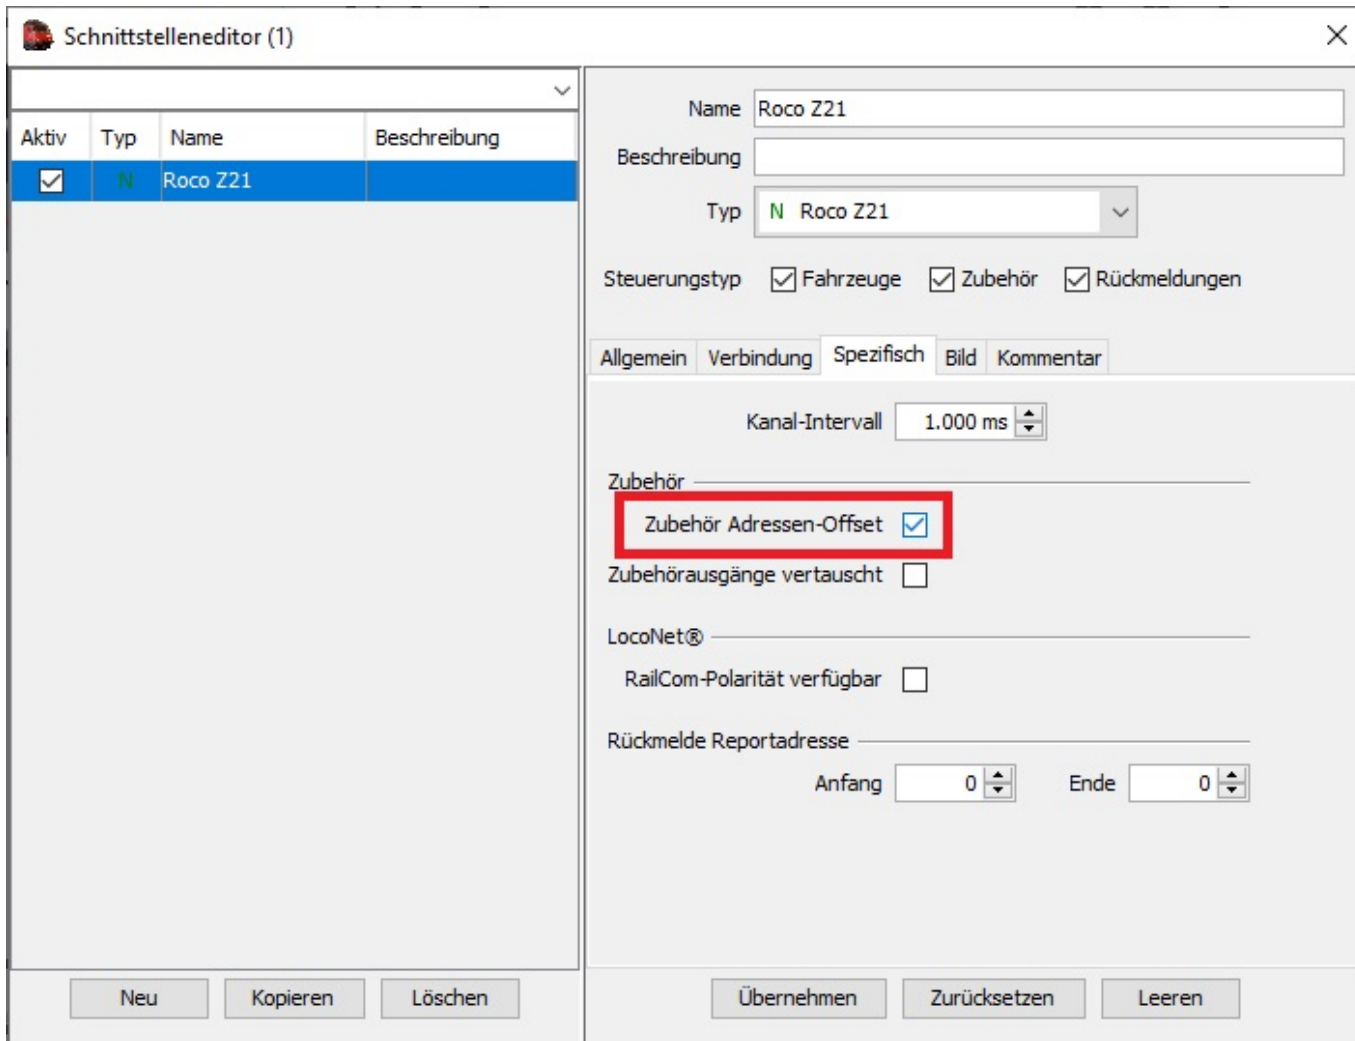 Schnittstelleneditor (1)
Aktiv Typ Name Beschreibung
N Roco Z21
Name Roco Z21
Beschreibung
Typ N Roco Z21
Steuerungstyp Fahrzeuge Zubehör Rückmeldungen
Allgemein Verbindung Spezifisch Bild Kommentar
Kanal-Intervall 1.000 ms
Zubehör
Zubehör Adressen-Offset
Zubehörausgänge vertauscht
LocoNet®
RailCom-Polarität verfügbar
Rückmelde Reportadresse
Anfang 0 Ende 0
Neu Kopieren Löschen
Übernehmen Zurücksetzen Leeren